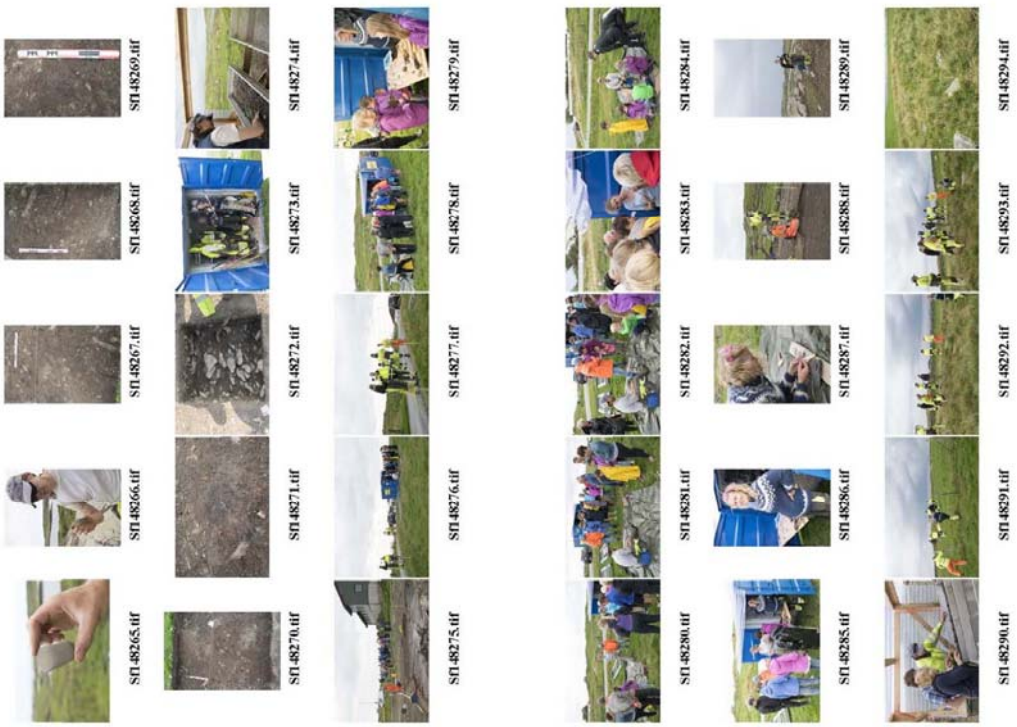 Sf148265.tif Sf148266.tif Sf148267.tif Sf148268.tif Sf148269.tif
Sf148270.tif Sf148271.tif Sf148272.tif Sf148273.tif Sf148274.tif
Sf148275.tif Sf148276.tif Sf148277.tif Sf148278.tif Sf148279.tif
Sf148280.tif Sf148281.tif Sf148282.tif Sf148283.tif Sf148284.tif
Sf148285.tif Sf148286.tif Sf148287.tif Sf148288.tif Sf148289.tif
Sf148290.tif Sf148291.tif Sf148292.tif Sf148293.tif Sf148294.tif